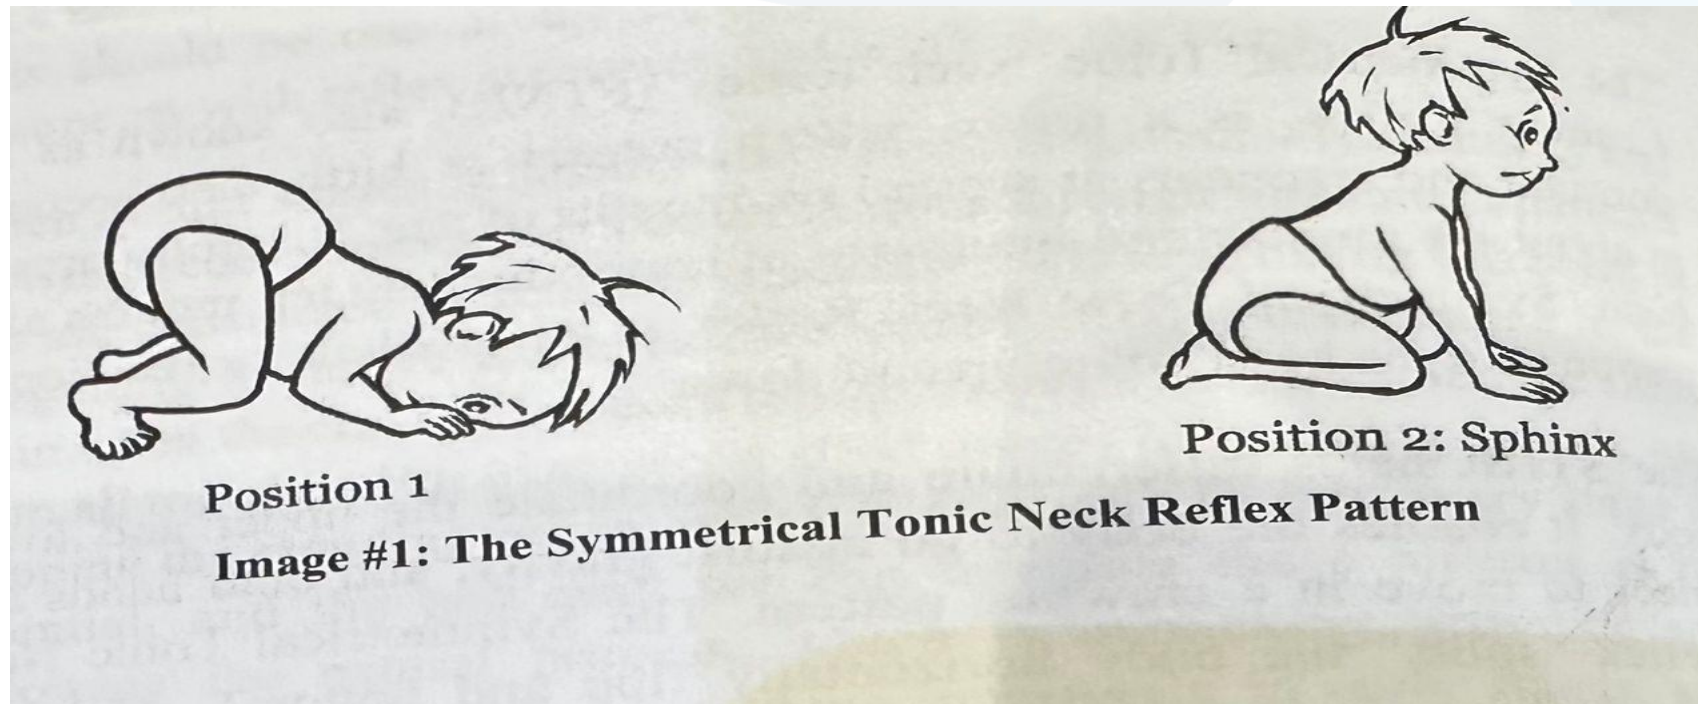 Position 1
Position 2: Sphinx
Image #1: The Symmetrical Tonic Neck Reflex Pattern